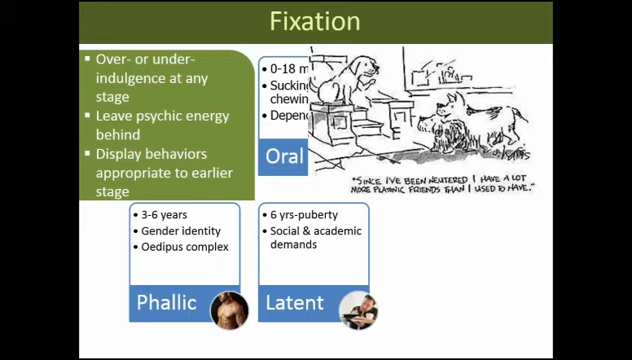 Fixation
▪ Over- or under-
indulgence at any
stage
▪ Leave psychic energy
behind
▪ Display behaviors
appropriate to earlier
stage
• 0-18 m
• Sucking
chewin
• Depend
Oral
"SINCE I'VE BEEN NEUTERED I HAVE A LOT
MORE PLATONIC FRIENDS THAN I USED TO HAVE."
• 3-6 years
• Gender identity
• Oedipus complex
Phallic
• 6 yrs-puberty
• Social & academic
demands
Latent